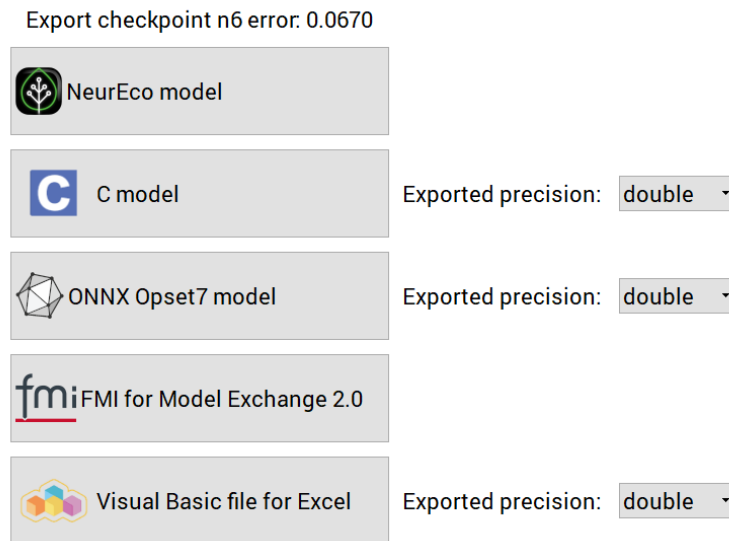 Export checkpoint n6 error: 0.0670
NeurEco model
C C model Exported precision: double
ONNX Opset7 model Exported precision: double
fmi FMI for Model Exchange 2.0
Visual Basic file for Excel Exported precision: double